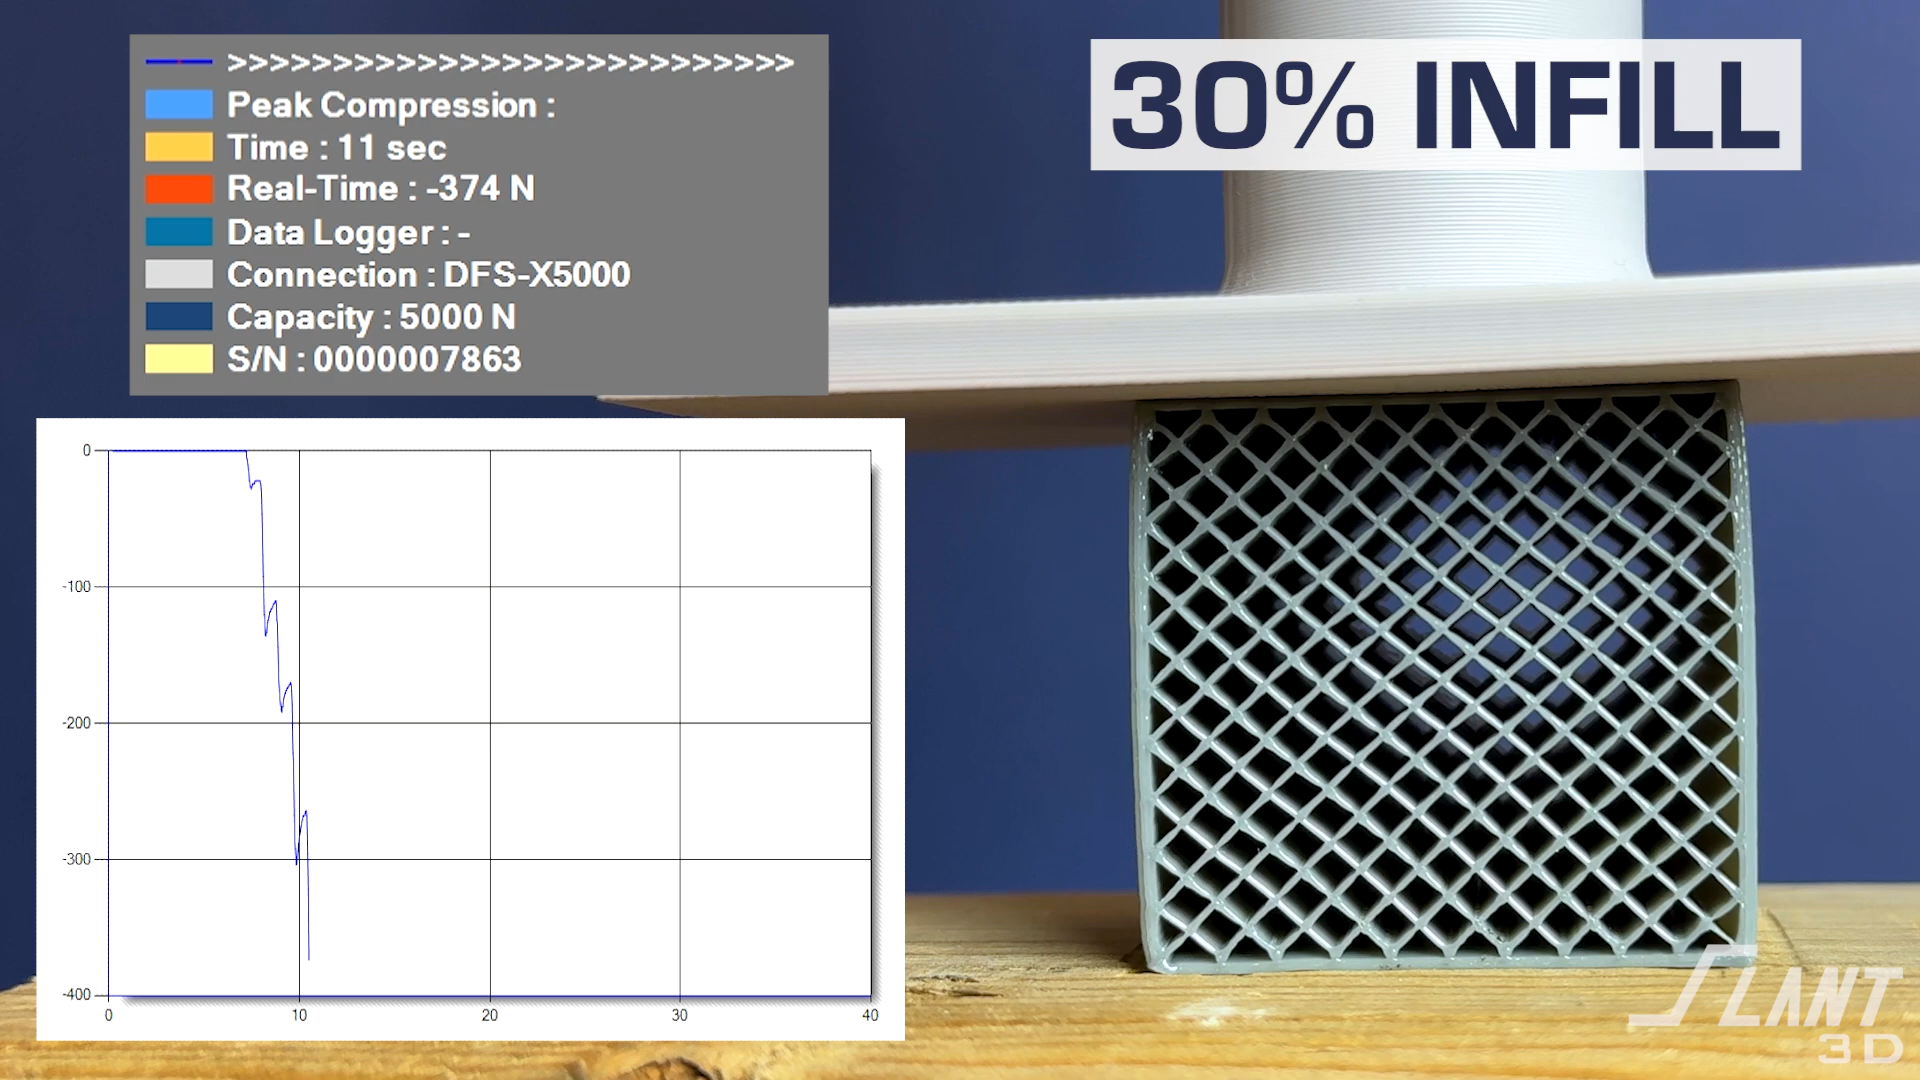 >>>>>>>>>>>>>>>>>>>>>>>>>>>
Peak Compression :
Time : 11 sec
Real-Time : -374 N
Data Logger : -
Connection : DFS-X5000
Capacity : 5000 N
S/N : 0000007863
30% INFILL
0
-100
-200
-300
-400
0 10 20 30 40
SLANT
3D